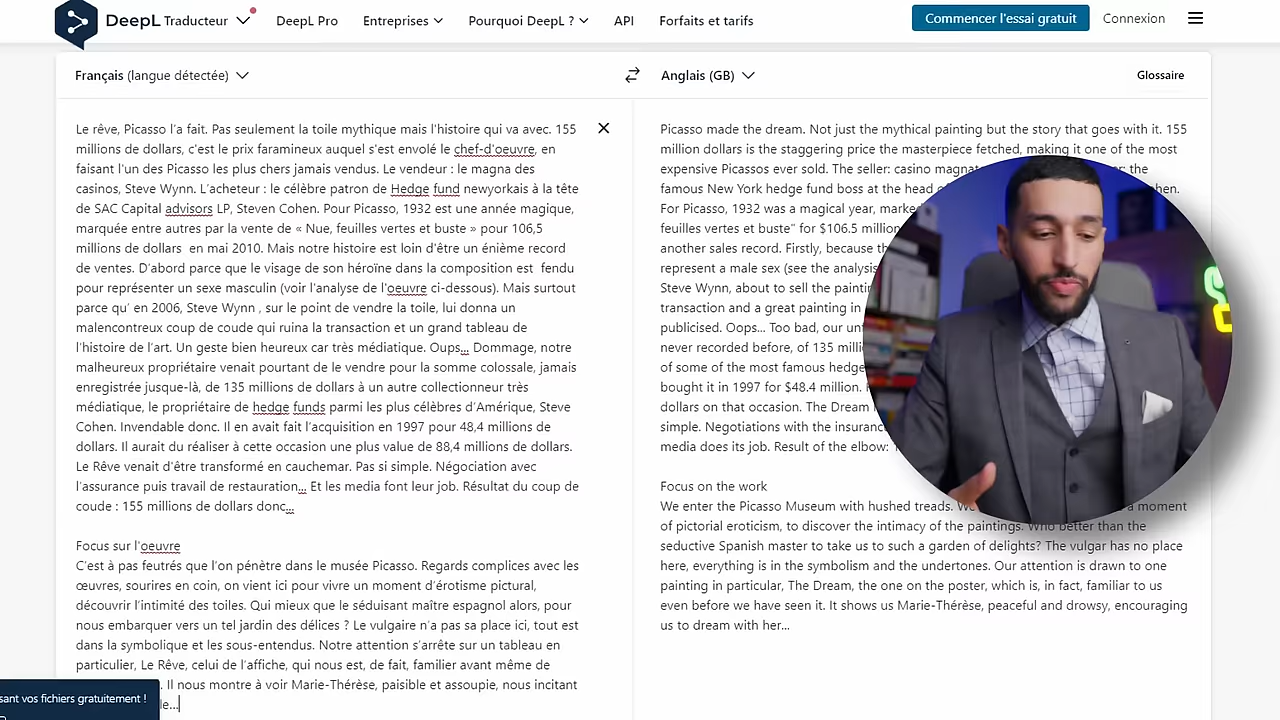 DeepL Traducteur
DeepL Pro
Entreprises
Pourquoi DeepL ?
API
Forfaits et tarifs
Commencer l'essai gratuit
Connexion
Français (langue détectée)
Anglais (GB)
Glossaire
Le rêve, Picasso l'a fait. Pas seulement la toile mythique mais l'histoire qui va avec. 155
millions de dollars, c'est le prix faramineux auquel s'est envolé le chef-d'oeuvre, en
faisant l'un des Picasso les plus chers jamais vendus. Le vendeur : le magna des
casinos, Steve Wynn. L'acheteur : le célèbre patron de Hedge fund newyorkais à la tête
de SAC Capital advisors LP, Steven Cohen. Pour Picasso, 1932 est une année magique,
marquée entre autres par la vente de « Nue, feuilles vertes et buste » pour 106,5
millions de dollars  en mai 2010. Mais notre histoire est loin d'être un énième record
de ventes. D'abord parce que le visage de son héroïne dans la composition est  fendu
pour représenter un sexe masculin (voir l'analyse de l'oeuvre ci-dessous). Mais surtout
parce qu' en 2006, Steve Wynn , sur le point de vendre la toile, lui donna un
malencontreux coup de coude qui ruina la transaction et un grand tableau de
l'histoire de l'art. Un geste bien heureux car très médiatique. Oups... Dommage, notre
malheureux propriétaire venait pourtant de le vendre pour la somme colossale, jamais
enregistrée jusque-là, de 135 millions de dollars à un autre collectionneur très
médiatique, le propriétaire de hedge funds parmi les plus célèbres d'Amérique, Steve
Cohen. Invendable donc. Il en avait fait l'acquisition en 1997 pour 48,4 millions de
dollars. Il aurait du réaliser à cette occasion une plus value de 88,4 millions de dollars.
Le Rêve venait d'être transformé en cauchemar. Pas si simple. Négociation avec
l'assurance puis travail de restauration... Et les media font leur job. Résultat du coup de
coude : 155 millions de dollars donc...
Focus sur l'oeuvre
C'est à pas feutrés que l'on pénètre dans le musée Picasso. Regards complices avec les
œuvres, sourires en coin, on vient ici pour vivre un moment d'érotisme pictural,
découvrir l'intimité des toiles. Qui mieux que le séduisant maître espagnol alors, pour
nous embarquer vers un tel jardin des délices ? Le vulgaire n'a pas sa place ici, tout est
dans la symbolique et les sous-entendus. Notre attention s'arrête sur un tableau en
particulier, Le Rêve, celui de l'affiche, qui nous est, de fait, familier avant même de
. Il nous montre à voir Marie-Thérèse, paisible et assoupie, nous incitant
le...
Picasso made the dream. Not just the mythical painting but the story that goes with it. 155
million dollars is the staggering price the masterpiece fetched, making it one of the most
expensive Picassos ever sold. The seller: casino the
famous New York hedge fund boss at the head
For Picasso, 1932 was a magical year,
feuilles vertes et buste" for $106.5
another sales record. Firstly, because
represent a male sex (see the
Steve Wynn, about to sell the
transaction and a great painting in
publicised. Oops... Too bad, our
never recorded before, of 135
of some of the most famous
bought it in 1997 for $48.4 million.
dollars on that occasion. The Dream
simple. Negotiations with the
media does its job. Result of the elbow:
Focus on the work
We enter the Picasso Museum with hushed treads. a moment
of pictorial eroticism, to discover the intimacy of the paintings. Who better than the
seductive Spanish master to take us to such a garden of delights? The vulgar has no place
here, everything is in the symbolism and the undertones. Our attention is drawn to one
painting in particular, The Dream, the one on the poster, which is, in fact, familiar to us
even before we have seen it. It shows us Marie-Thérèse, peaceful and drowsy, encouraging
us to dream with her...
sant vos fichiers gratuitement !